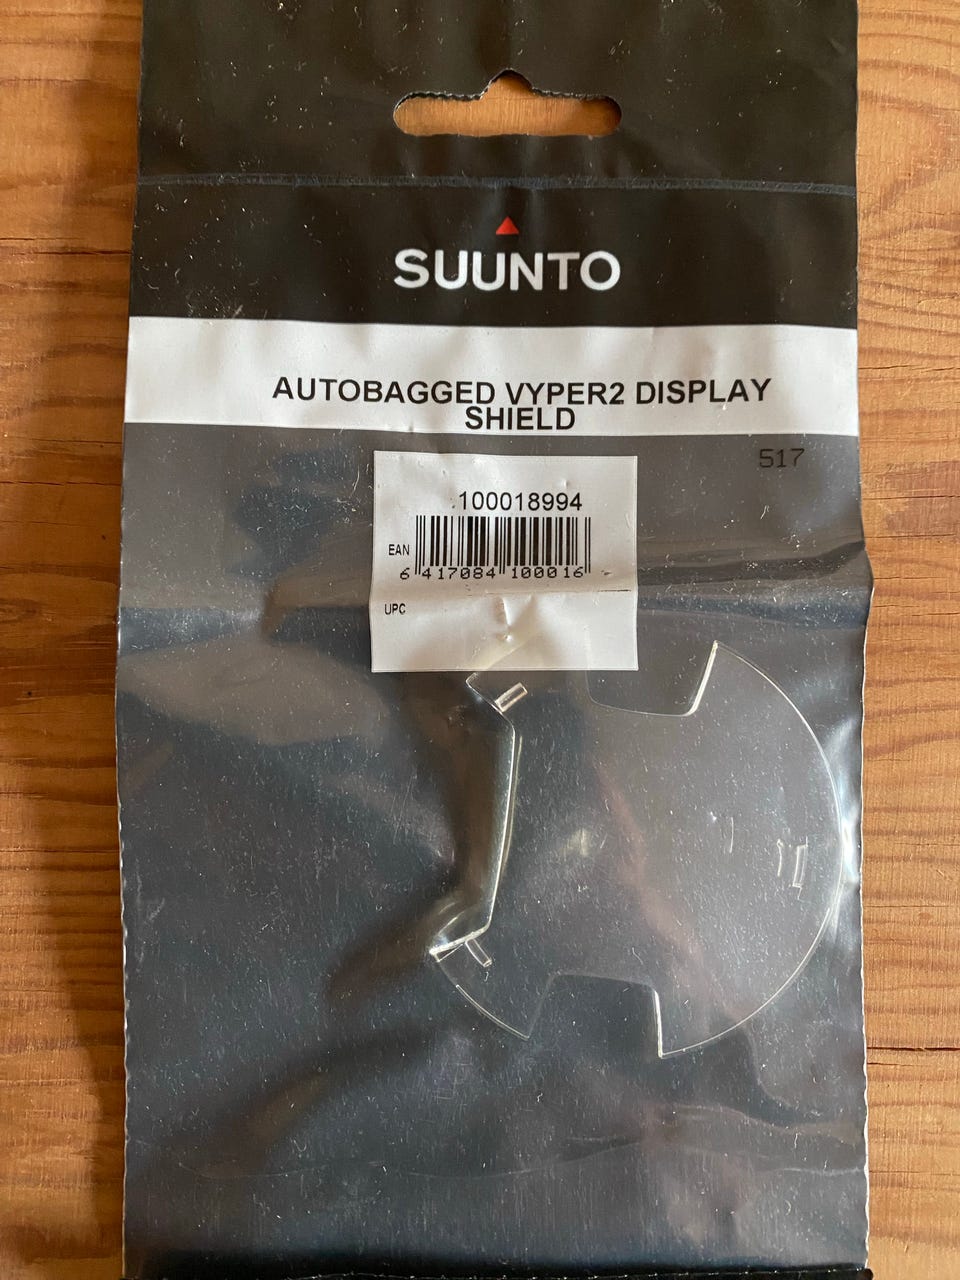 SUUNTO
AUTOBAGGED VYPER2 DISPLAY
SHIELD
517
100018994
EAN
6 417084 100016
UPC